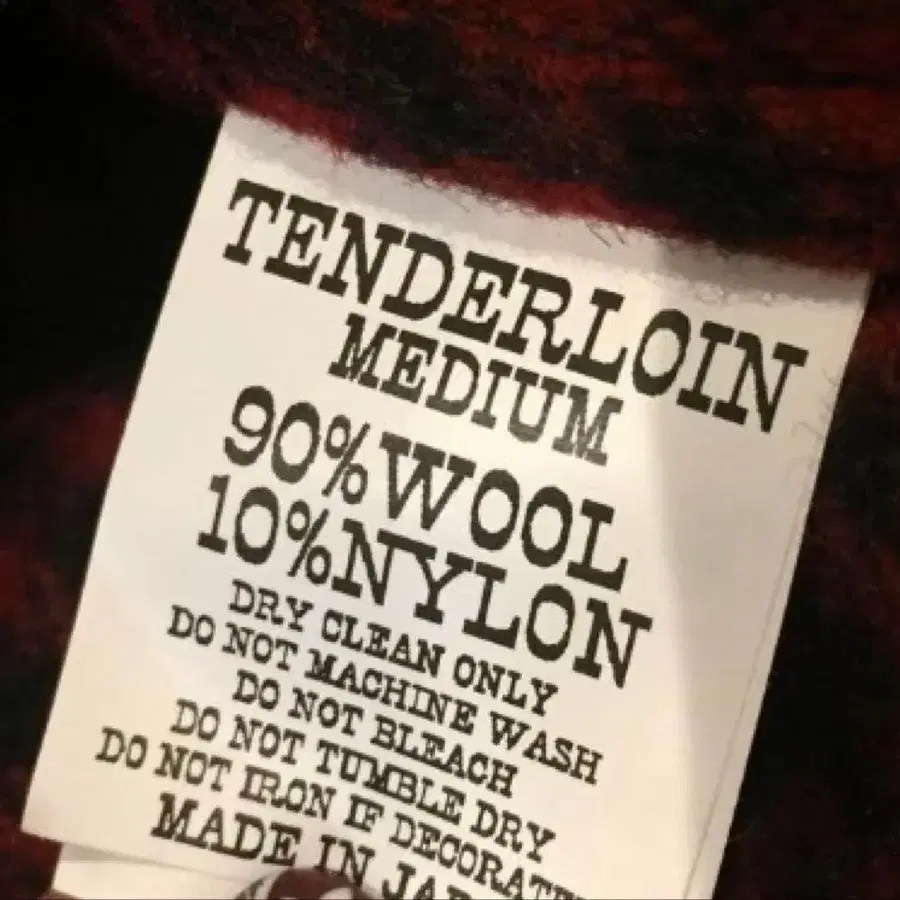 TENDERLOIN
MEDIUM
90%WOOL
10%NYLON
DRY CLEAN ONLY
DO NOT MACHINE WASH
DO NOT BLEACH
DO NOT TUMBLE DRY
DO NOT IRON IF
MADE IN